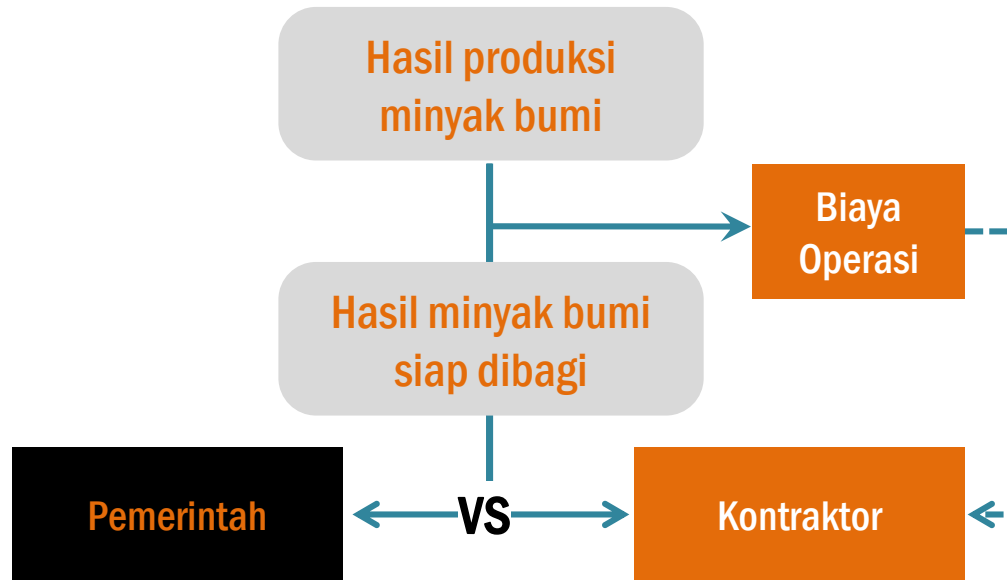 Hasil produksi
minyak bumi
Biaya
Operasi
Hasil minyak bumi
siap dibagi
Pemerintah
VS
Kontraktor